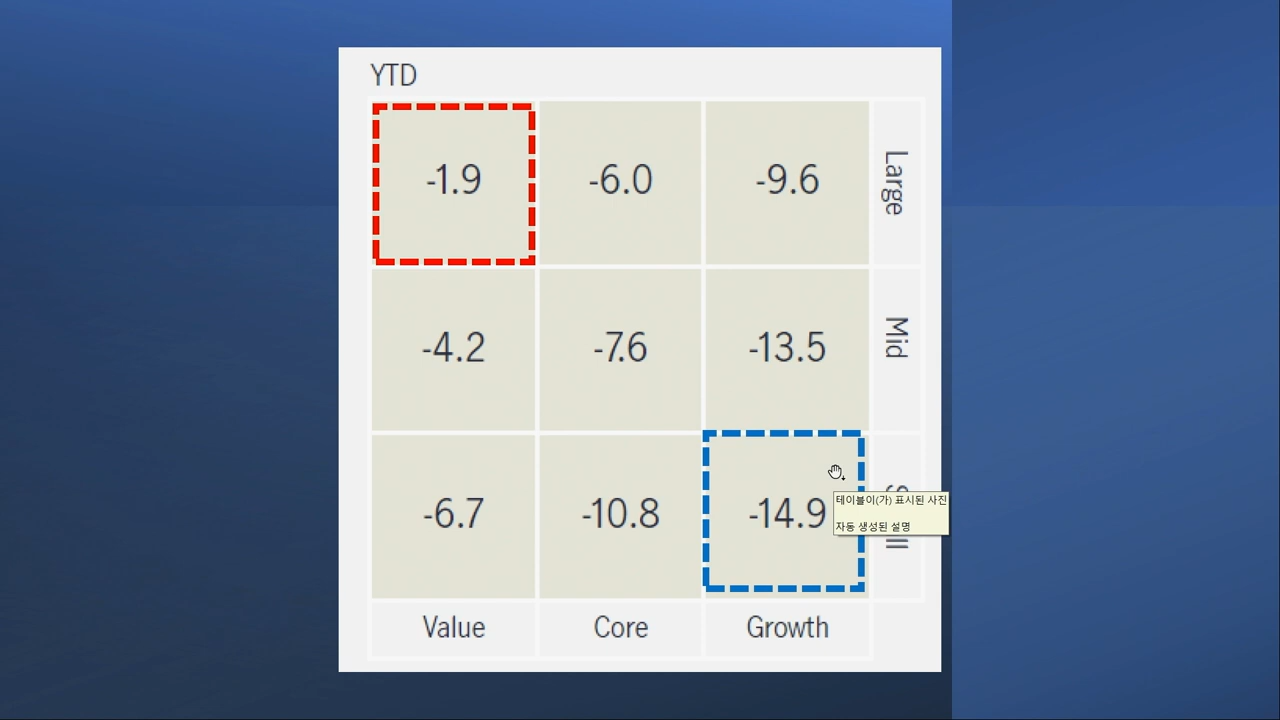 YTD
-1.9 -6.0 -9.6 Large
-4.2 -7.6 -13.5 Mid
-6.7 -10.8 -14.9
테이블이(가) 표시된 사진
자동 생성된 설명
Value Core Growth